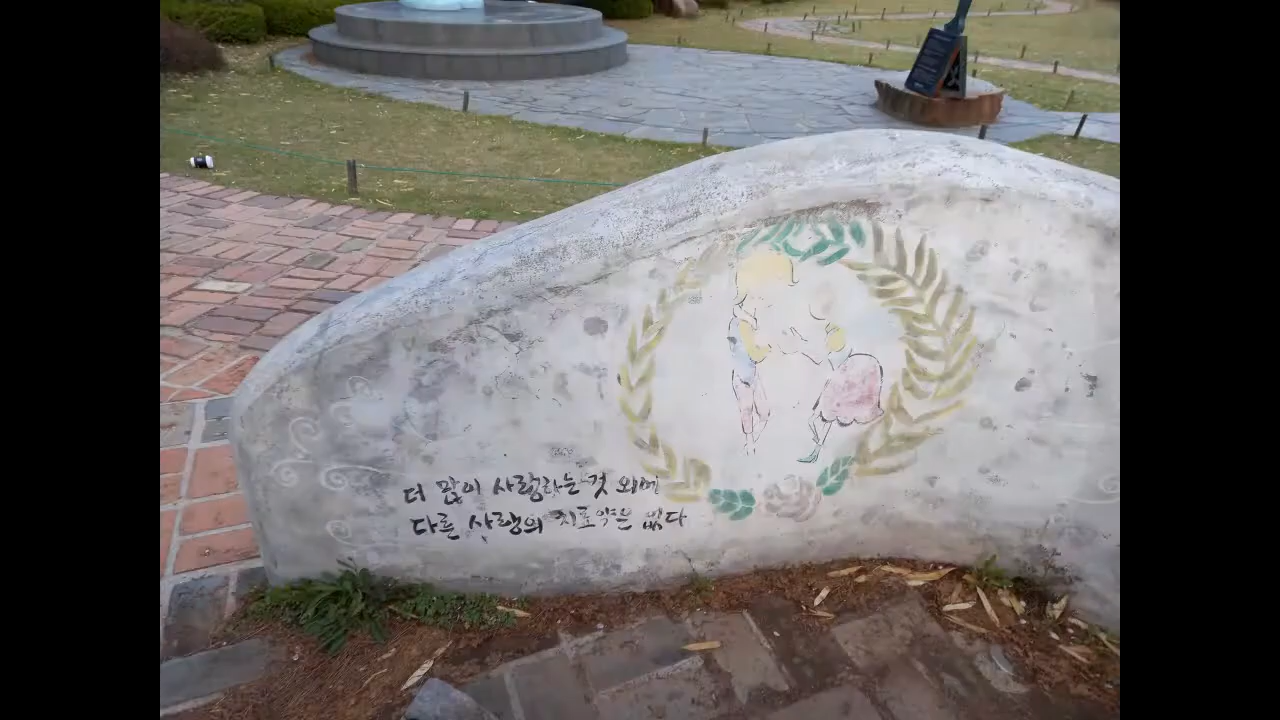 더 많이 사랑하는 것 외에
다른 사랑의 치료약은 없다